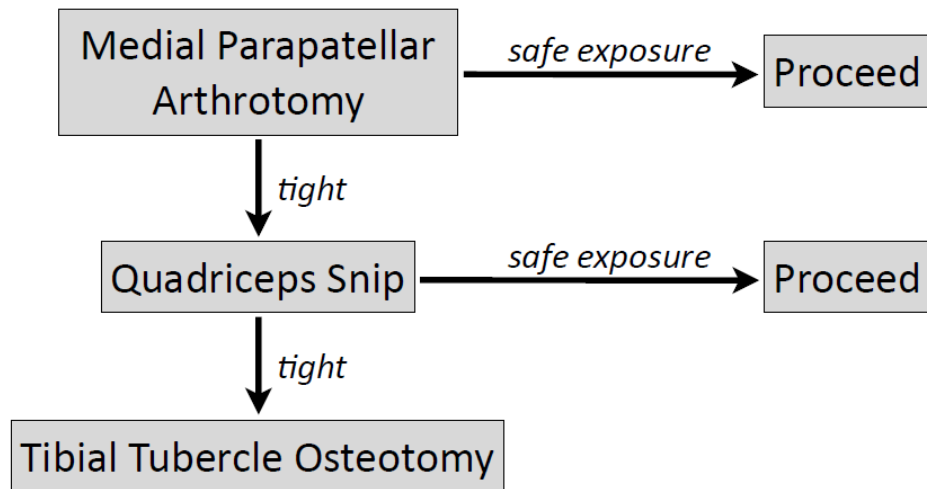 Medial Parapatellar
Arthrotomy
safe exposure
Proceed
tight
Quadriceps Snip
safe exposure
Proceed
tight
Tibial Tubercle Osteotomy